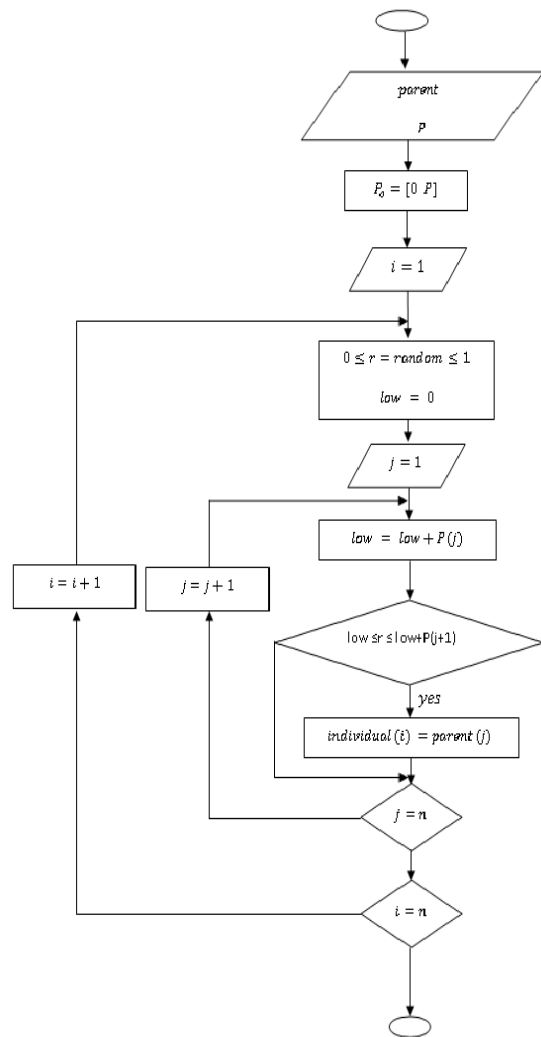 parent
P
P₀ = [0 P]
i = 1
0 ≤ r = random ≤ 1
low = 0
j = 1
low = low + P(j)
i = i + 1
j = j + 1
low ≤r ≤ low+P(j+1)
yes
individual (i) = parent (j)
j = n
i = n